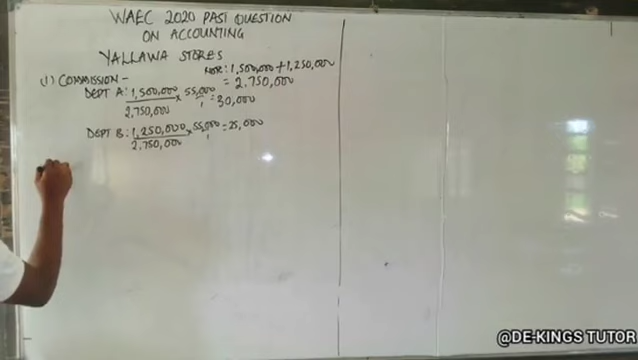 WAEC 2020 PAST QUESTION
ON ACCOUNTING
YALLAWA STORES
NOR: 1,500,000 + 1,250,000
= 2,750,000
(1) COMMISSION -
DEPT A: 1,500,000 × 55,000 = 30,000
2,750,000 1
DEPT B: 1,250,000 × 55,000 = 25,000
2,750,000 1
@DE-KINGS TUTOR